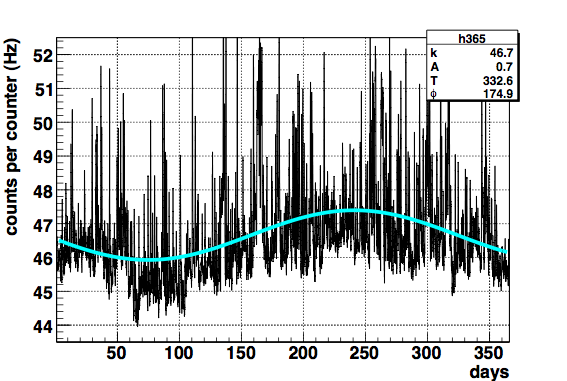 h365
k 46.7
A 0.7
T 332.6
ϕ 174.9
counts per counter (Hz)
52
51
50
49
48
47
46
45
44
50 100 150 200 250 300 350
days